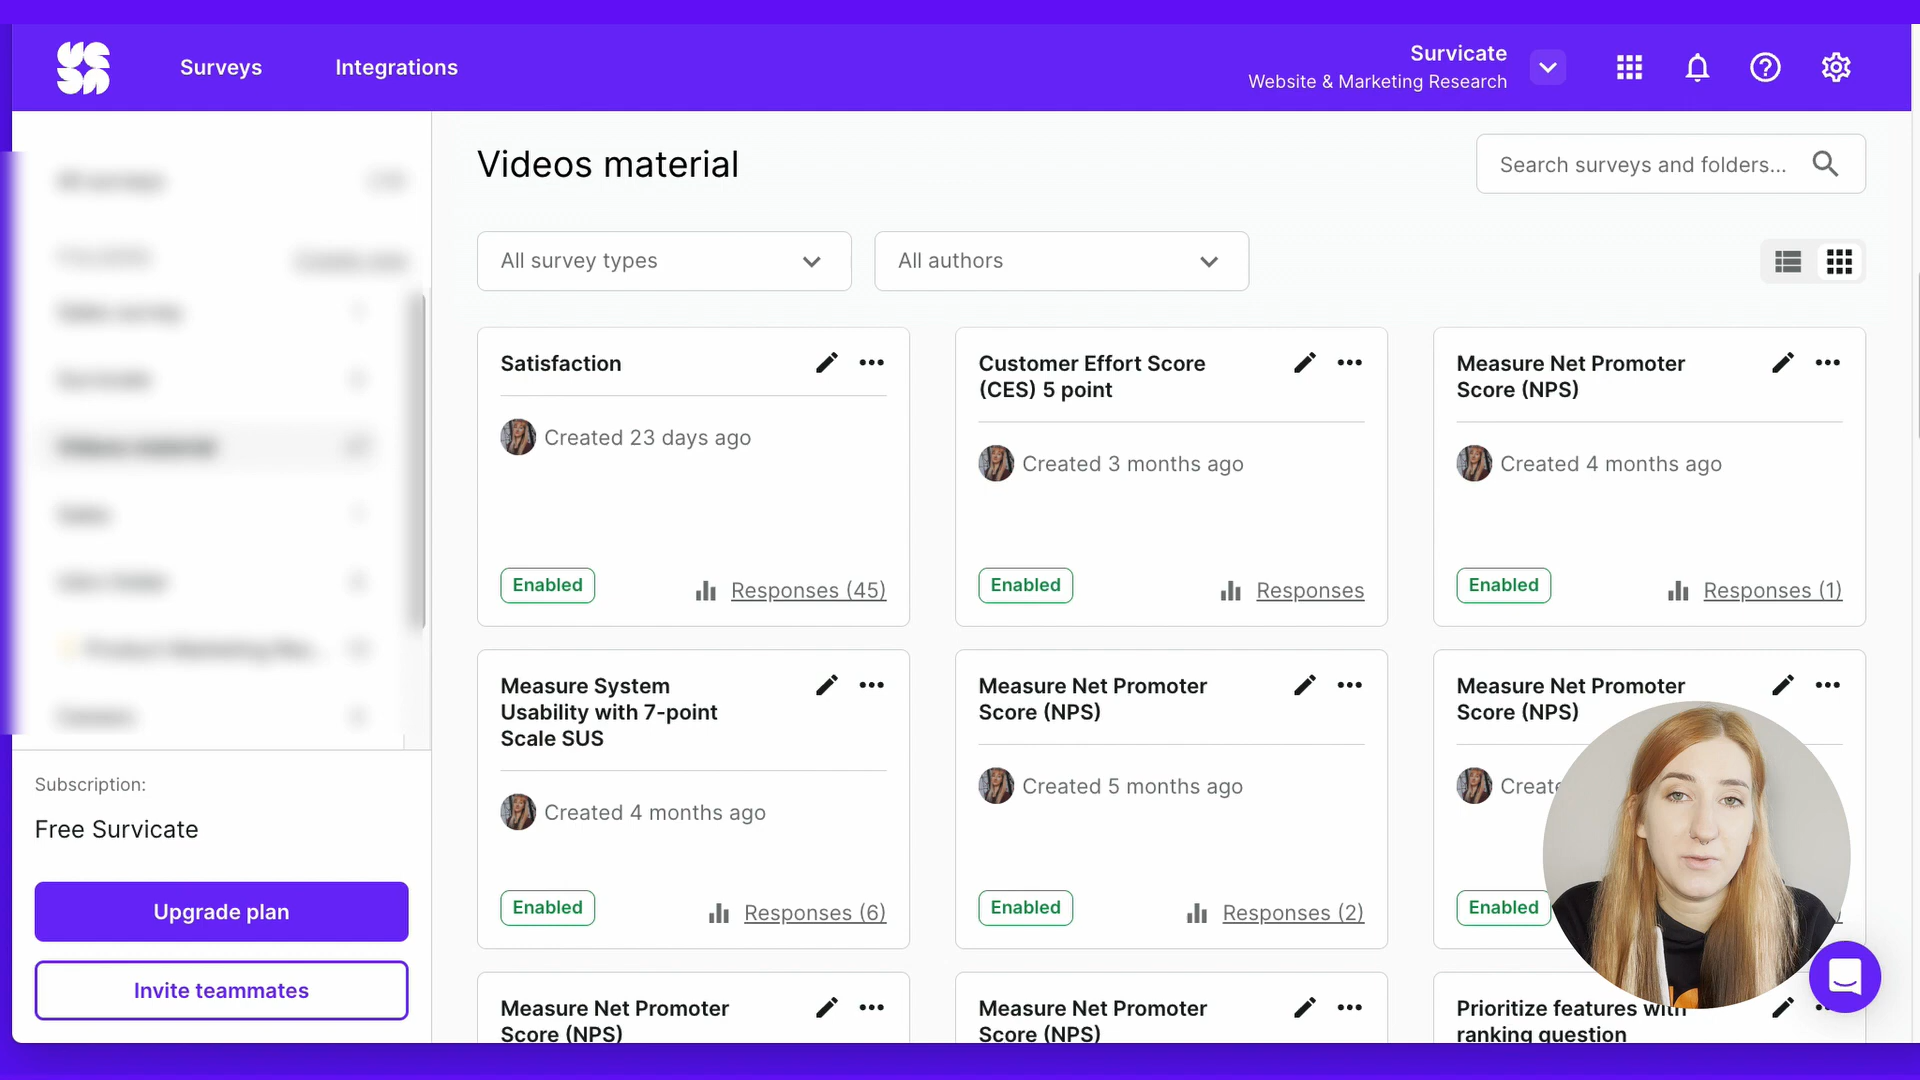 Surveys
Integrations
Survicate
Website & Marketing Research
Videos material
Search surveys and folders...
All survey types
All authors
Satisfaction
Created 23 days ago
Enabled
Responses (45)
Customer Effort Score
(CES) 5 point
Created 3 months ago
Enabled
Responses
Measure Net Promoter
Score (NPS)
Created 4 months ago
Enabled
Responses (1)
Measure System
Usability with 7-point
Scale SUS
Created 4 months ago
Enabled
Responses (6)
Measure Net Promoter
Score (NPS)
Created 5 months ago
Enabled
Responses (2)
Measure Net Promoter
Score (NPS)
Enabled
Measure Net Promoter
Score (NPS)
Measure Net Promoter
Score (NPS)
Prioritize features with
ranking question
Subscription:
Free Survicate
Upgrade plan
Invite teammates